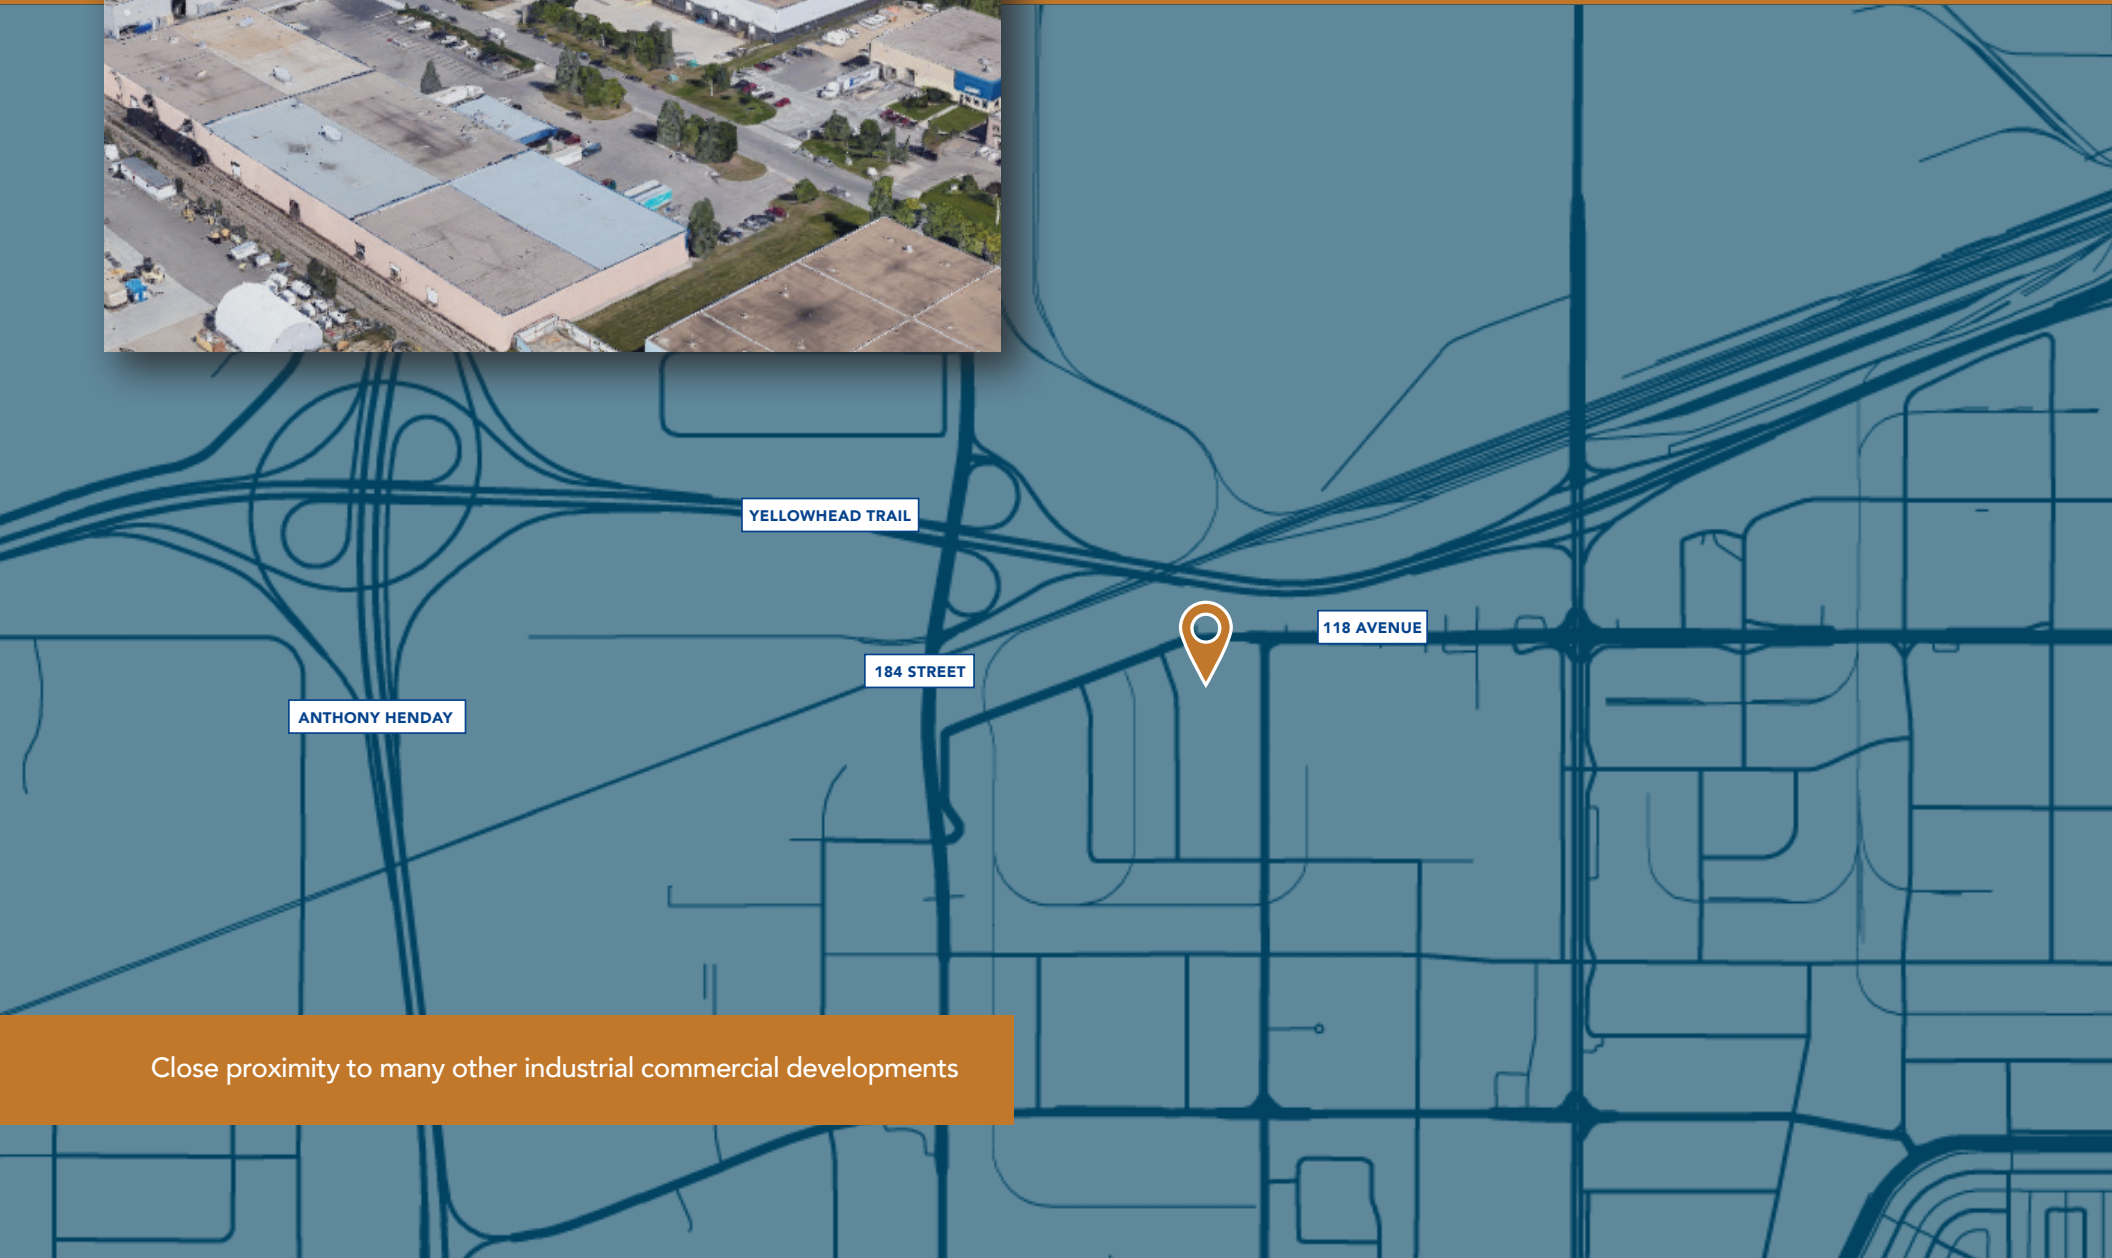 YELLOWHEAD TRAIL
118 AVENUE
184 STREET
ANTHONY HENDAY
Close proximity to many other industrial commercial developments